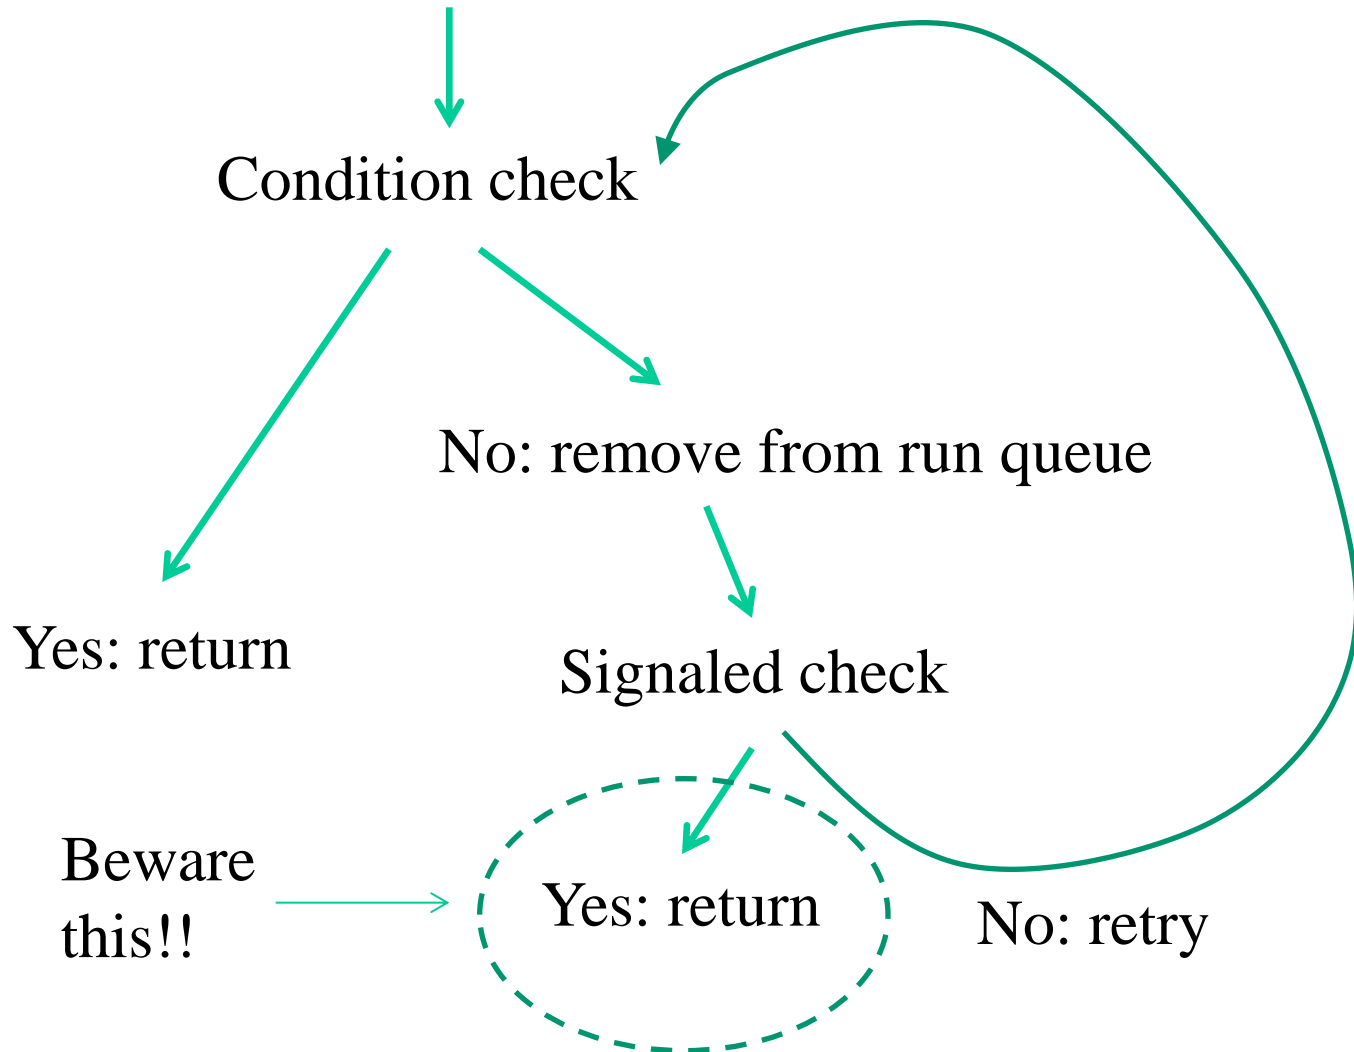 Condition check
No: remove from run queue
Yes: return
Signaled check
Beware
this!!
Yes: return
No: retry